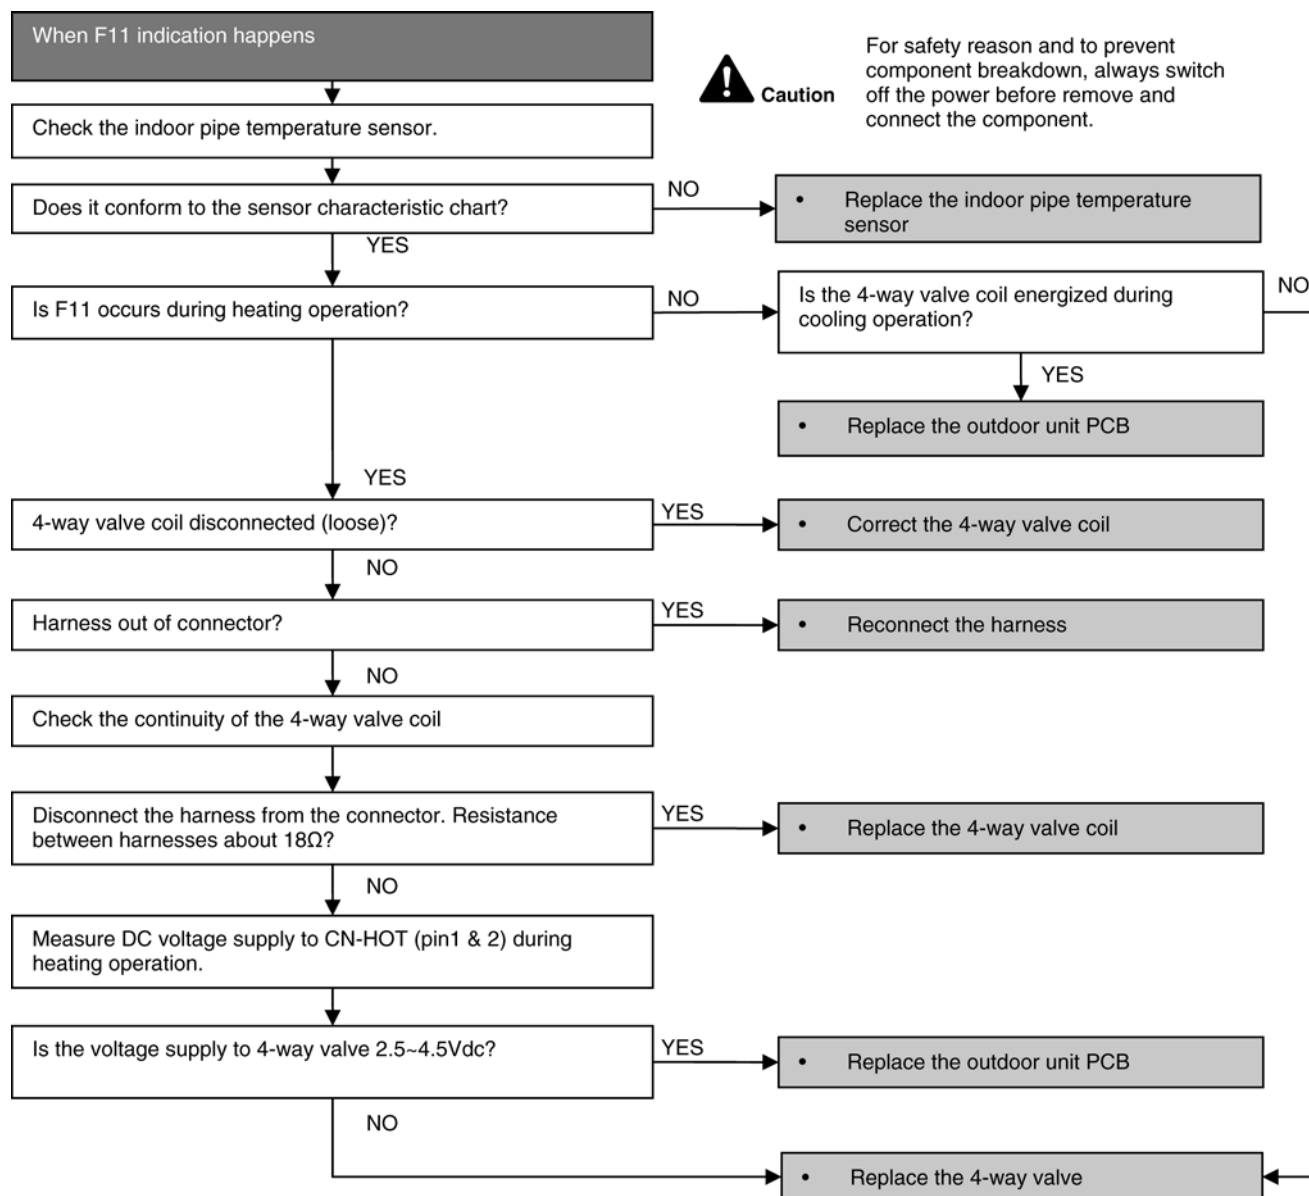 When F11 indication happens
For safety reason and to prevent
component breakdown, always switch
off the power before remove and
connect the component.
Caution
Check the indoor pipe temperature sensor.
Does it conform to the sensor characteristic chart?
NO
• Replace the indoor pipe temperature
sensor
YES
Is F11 occurs during heating operation?
NO
Is the 4-way valve coil energized during
cooling operation?
NO
YES
• Replace the outdoor unit PCB
YES
4-way valve coil disconnected (loose)?
YES
• Correct the 4-way valve coil
NO
Harness out of connector?
YES
• Reconnect the harness
NO
Check the continuity of the 4-way valve coil
Disconnect the harness from the connector. Resistance
between harnesses about 18Ω?
YES
• Replace the 4-way valve coil
NO
Measure DC voltage supply to CN-HOT (pin1 & 2) during
heating operation.
Is the voltage supply to 4-way valve 2.5~4.5Vdc?
YES
• Replace the outdoor unit PCB
NO
• Replace the 4-way valve